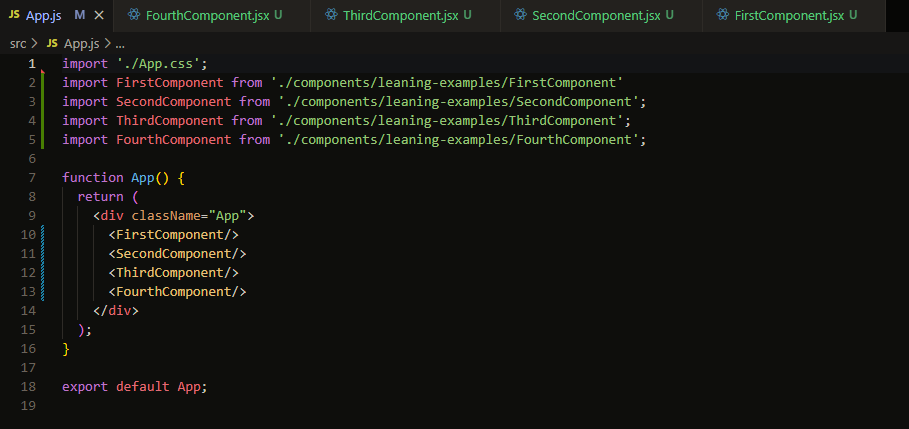 JS App.js M × FourthComponent.jsx U ThirdComponent.jsx U SecondComponent.jsx U FirstComponent.jsx U
src > JS App.js > ...
1 import './App.css';
2 import FirstComponent from './components/leaning-examples/FirstComponent'
3 import SecondComponent from './components/leaning-examples/SecondComponent';
4 import ThirdComponent from './components/leaning-examples/ThirdComponent';
5 import FourthComponent from './components/leaning-examples/FourthComponent';
6
7 function App() {
8   return (
9     <div className="App">
10       <FirstComponent/>
11       <SecondComponent/>
12       <ThirdComponent/>
13       <FourthComponent/>
14     </div>
15   );
16 }
17
18 export default App;
19